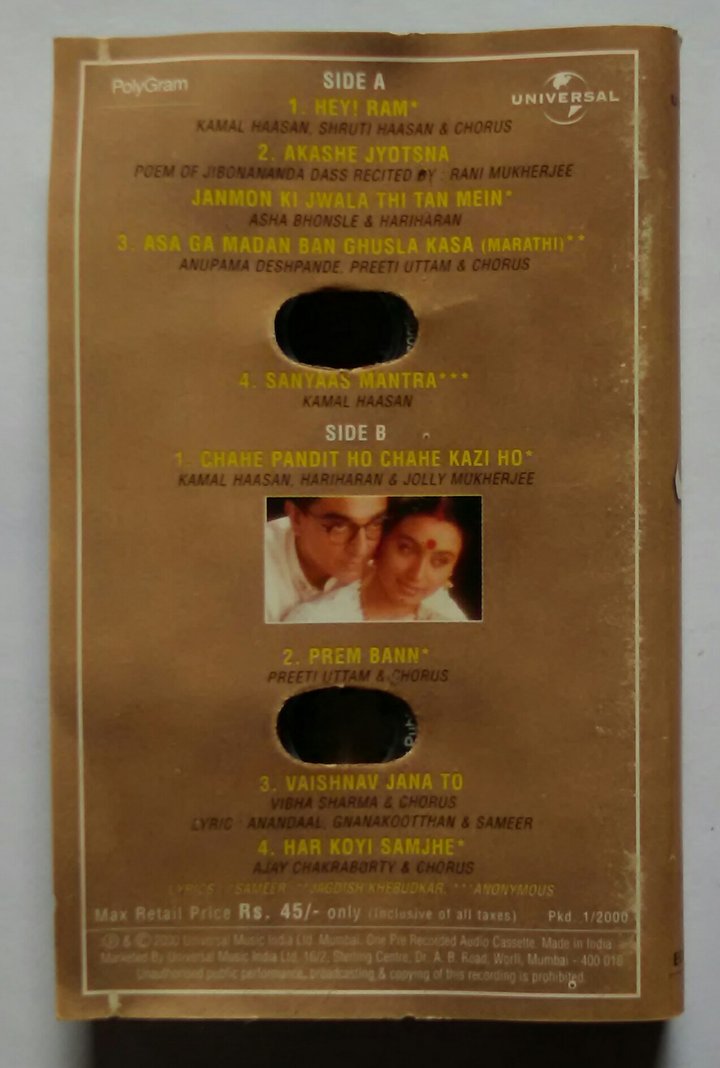 PolyGram
SIDE A
UNIVERSAL
1. HEY! RAM*
KAMAL HAASAN, SHRUTI HAASAN & CHORUS
2. AKASHE JYOTSNA
POEM OF JIBONANANDA DASS RECITED BY : RANI MUKHERJEE
JANMON KI JWALA THI TAN MEIN*
ASHA BHONSLE & HARIHARAN
3. ASA GA MADAN BAN GHUSLA KASA (MARATHI)**
ANUPAMA DESHPANDE, PREETI UTTAM & CHORUS
4. SANYAAS MANTRA***
KAMAL HAASAN
SIDE B
1. CHAHE PANDIT HO CHAHE KAZI HO*
KAMAL HAASAN, HARIHARAN & JOLLY MUKHERJEE
2. PREM BANN*
PREETI UTTAM & CHORUS
3. VAISHNAV JANA TO
VIBHA SHARMA & CHORUS
LYRIC : ANANDAAL, GNANAKOOTTHAN & SAMEER
4. HAR KOYI SAMJHE*
AJAY CHAKRABORTY & CHORUS
LYRICS : *SAMEER **JAGDISH KHEBUDKAR, ***ANONYMOUS
Max Retail Price Rs. 45/- only (Inclusive of all taxes) Pkd. 1/2000
℗ & © 2000 Universal Music India Ltd. Mumbai. One Pre Recorded Audio Cassette. Made in India.
Marketed By Universal Music India Ltd. 16/2, Sterling Centre, Dr. A. B. Road, Worli, Mumbai - 400 018
Unauthorised public performance, broadcasting & copying of this recording is prohibited.